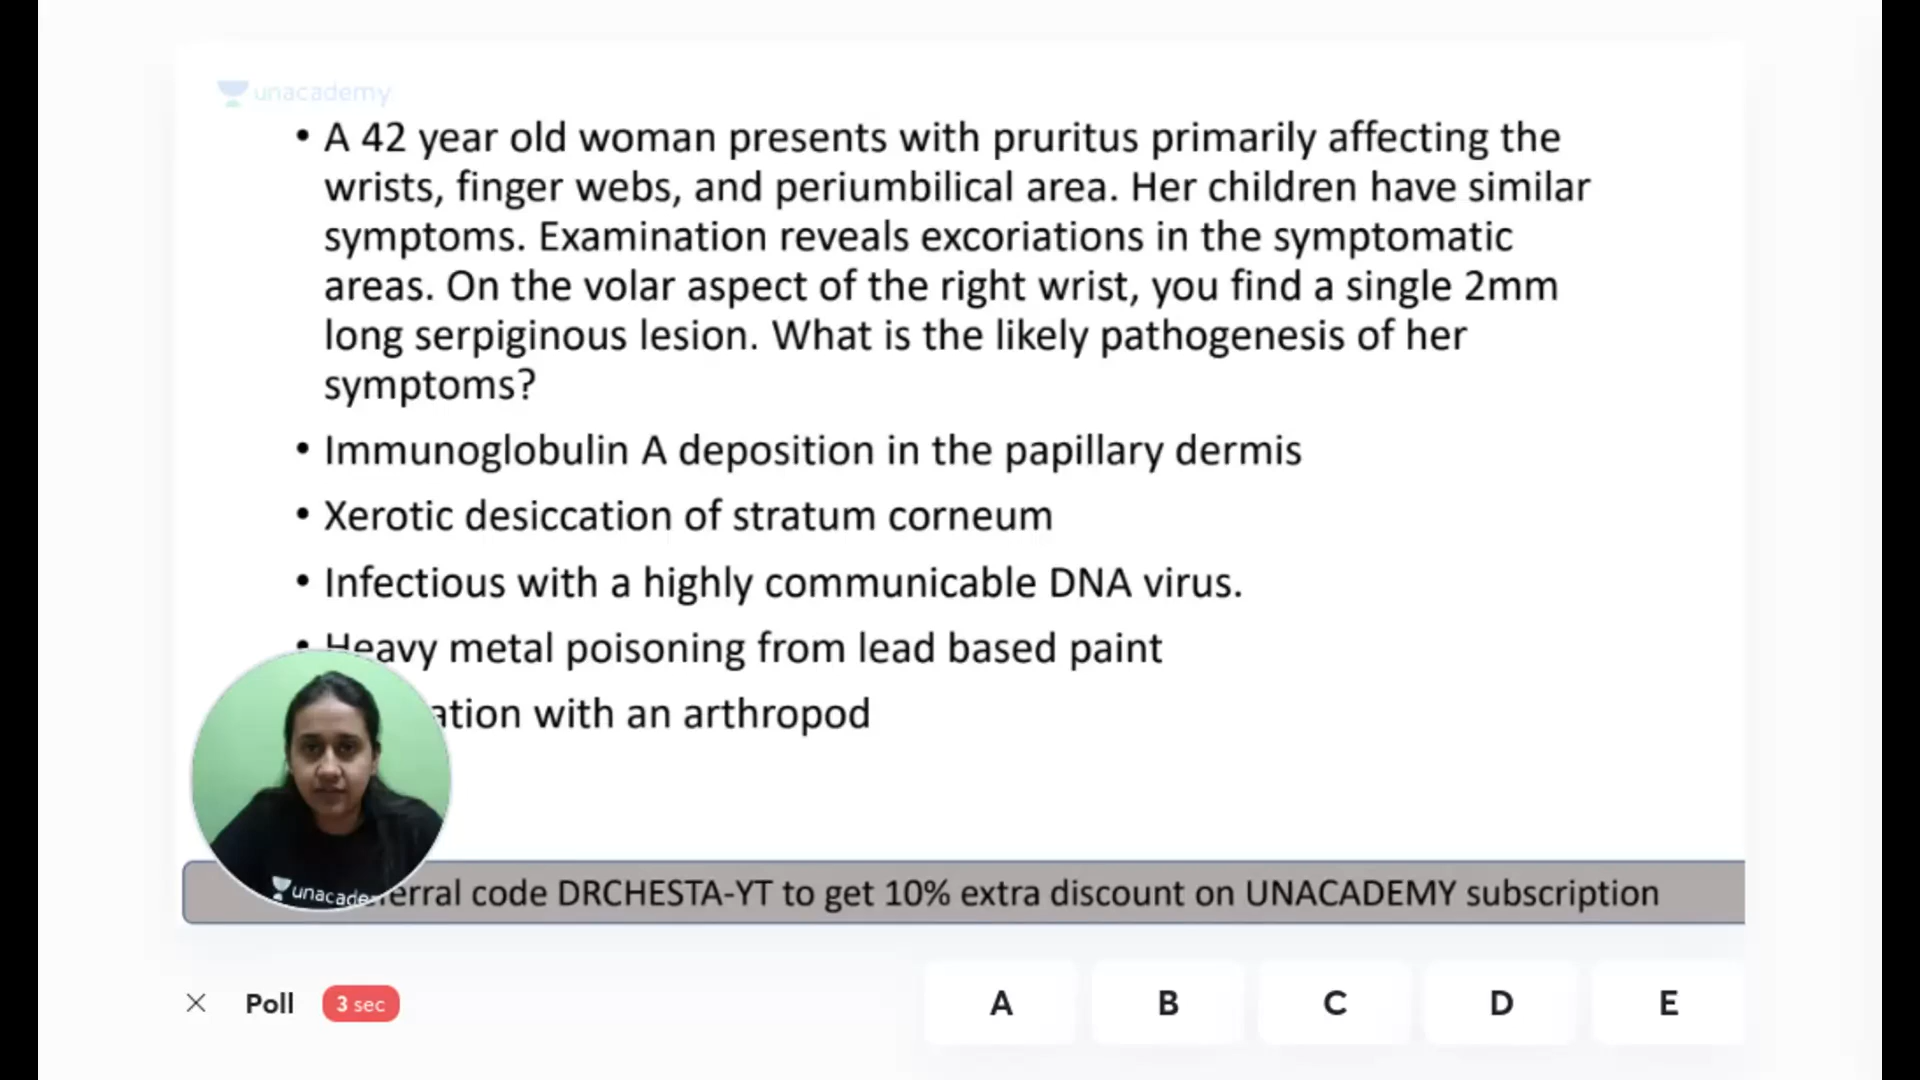 unacademy
• A 42 year old woman presents with pruritus primarily affecting the
wrists, finger webs, and periumbilical area. Her children have similar
symptoms. Examination reveals excoriations in the symptomatic
areas. On the volar aspect of the right wrist, you find a single 2mm
long serpiginous lesion. What is the likely pathogenesis of her
symptoms?
• Immunoglobulin A deposition in the papillary dermis
• Xerotic desiccation of stratum corneum
• Infectious with a highly communicable DNA virus.
• Heavy metal poisoning from lead based paint
with an arthropod
code DRCHESTA-YT to get 10% extra discount on UNACADEMY subscription
Poll 3 sec A B C D E